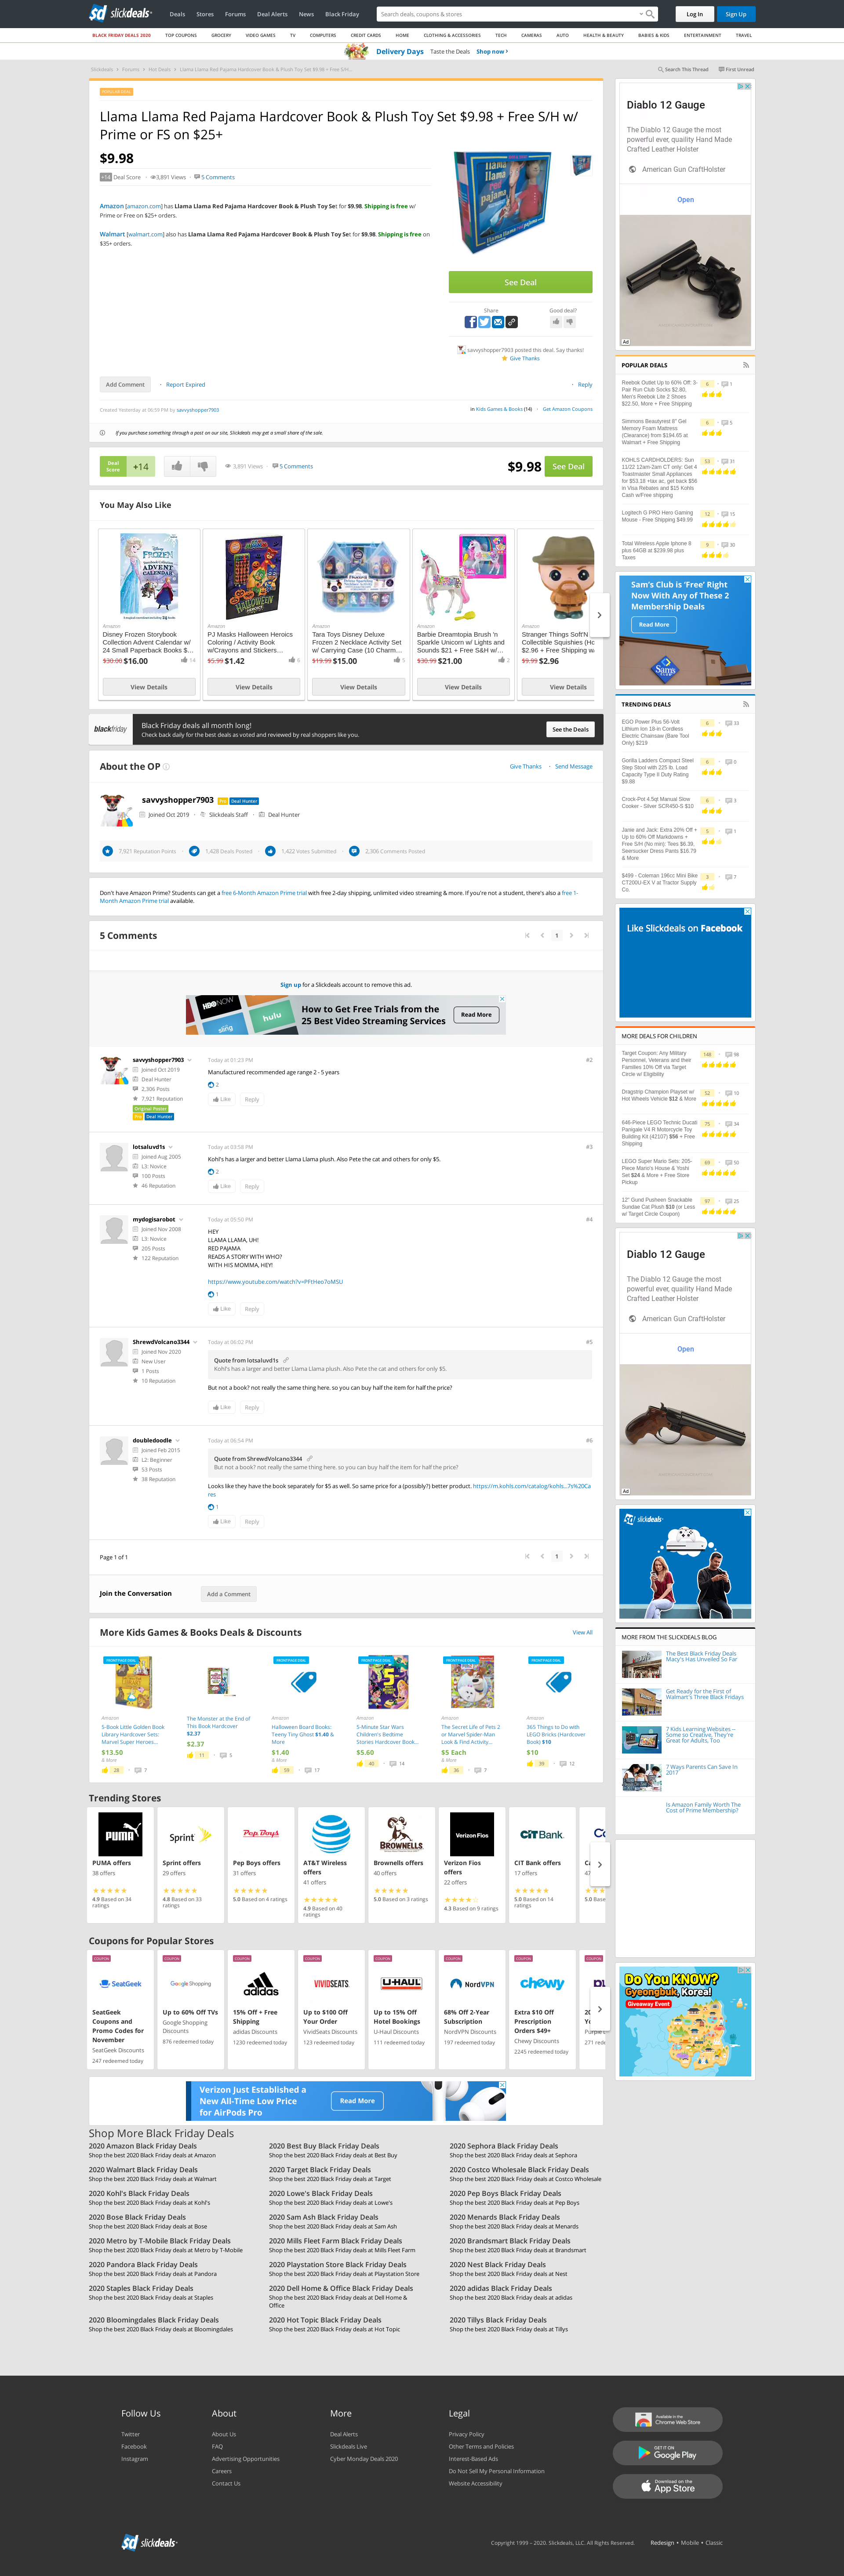 slickdeals
Deals
Stores
Forums
Deal Alerts
News
Black Friday
Search deals, coupons & stores
Log In
Sign Up
BLACK FRIDAY DEALS 2020
TOP COUPONS
GROCERY
VIDEO GAMES
TV
COMPUTERS
CREDIT CARDS
HOME
CLOTHING & ACCESSORIES
TECH
CAMERAS
AUTO
HEALTH & BEAUTY
BABIES & KIDS
ENTERTAINMENT
TRAVEL
Delivery Days Taste the Deals Shop now ›
Slickdeals › Forums › Hot Deals › Llama Llama Red Pajama Hardcover Book & Plush Toy Set $9.98 + Free S/H...
Search This Thread
First Unread
POPULAR DEAL
Llama Llama Red Pajama Hardcover Book & Plush Toy Set $9.98 + Free S/H w/
Prime or FS on $25+
$9.98
+14 Deal Score
3,891 Views
5 Comments
Amazon [amazon.com] has Llama Llama Red Pajama Hardcover Book & Plush Toy Set for $9.98. Shipping is free w/
Prime or Free on $25+ orders.
Walmart [walmart.com] also has Llama Llama Red Pajama Hardcover Book & Plush Toy Set for $9.98. Shipping is free on
$35+ orders.
llama llama
red pajama
See Deal
Share
Good deal?
savvyshopper7903 posted this deal. Say thanks!
Give Thanks
Add Comment
Report Expired
Reply
Created Yesterday at 06:59 PM by savvyshopper7903
in Kids Games & Books (14)
Get Amazon Coupons
If you purchase something through a post on our site, Slickdeals may get a small share of the sale.
Deal
Score
+14
3,891 Views
5 Comments
$9.98
See Deal
You May Also Like
Amazon
Disney Frozen Storybook
Collection Advent Calendar w/
24 Small Paperback Books $...
$30.00 $16.00
14
View Details
Amazon
PJ Masks Halloween Heroics
Coloring / Activity Book
w/Crayons and Stickers...
$5.99 $1.42
6
View Details
Amazon
Tara Toys Disney Deluxe
Frozen 2 Necklace Activity Set
w/ Carrying Case (10 Charm...
$19.99 $15.00
5
View Details
Amazon
Barbie Dreamtopia Brush 'n
Sparkle Unicorn w/ Lights and
Sounds $21 + Free S&H w/...
$30.99 $21.00
2
View Details
Amazon
Stranger Things Soft'N
Collectible Squishies (Ho
$2.96 + Free Shipping w/
$9.99 $2.96
View Details
blackfriday
Black Friday deals all month long!
Check back daily for the best deals as voted and reviewed by real shoppers like you.
See the Deals
About the OP
Give Thanks
Send Message
savvyshopper7903 Pro Deal Hunter
Joined Oct 2019
Slickdeals Staff
Deal Hunter
7,921 Reputation Points
1,428 Deals Posted
1,422 Votes Submitted
2,306 Comments Posted
Don't have Amazon Prime? Students can get a free 6-Month Amazon Prime trial with free 2-day shipping, unlimited video streaming & more. If you're not a student, there's also a free 1-
Month Amazon Prime trial available.
5 Comments
1
Sign up for a Slickdeals account to remove this ad.
HBO NOW
sling
hulu
How to Get Free Trials from the
25 Best Video Streaming Services
Read More
savvyshopper7903
Joined Oct 2019
Deal Hunter
2,306 Posts
7,921 Reputation
Original Poster
Pro Deal Hunter
Today at 01:23 PM
#2
Manufactured recommended age range 2 - 5 years
2
Like
Reply
lotsaluvd1s
Joined Aug 2005
L3: Novice
100 Posts
46 Reputation
Today at 03:58 PM
#3
Kohl's has a larger and better Llama Llama plush. Also Pete the cat and others for only $5.
2
Like
Reply
mydogisarobot
Joined Nov 2008
L3: Novice
205 Posts
122 Reputation
Today at 05:50 PM
#4
HEY
LLAMA LLAMA, UH!
RED PAJAMA
READS A STORY WITH WHO?
WITH HIS MOMMA, HEY!
https://www.youtube.com/watch?v=PFtHeo7oMSU
1
Like
Reply
ShrewdVolcano3344
Joined Nov 2020
New User
1 Posts
10 Reputation
Today at 06:02 PM
#5
Quote from lotsaluvd1s
Kohl's has a larger and better Llama Llama plush. Also Pete the cat and others for only $5.
But not a book? not really the same thing here. so you can buy half the item for half the price?
Like
Reply
doubledoodle
Joined Feb 2015
L2: Beginner
53 Posts
38 Reputation
Today at 06:54 PM
#6
Quote from ShrewdVolcano3344
But not a book? not really the same thing here. so you can buy half the item for half the price?
Looks like they have the book separately for $5 as well. So same price for a (possibly?) better product. https://m.kohls.com/catalog/kohls...7s%20Ca
res
1
Like
Reply
Page 1 of 1
1
Join the Conversation
Add a Comment
More Kids Games & Books Deals & Discounts
View All
FRONTPAGE DEAL
Amazon
5-Book Little Golden Book
Library Hardcover Sets:
Marvel Super Heroes...
$13.50
& More
28
7
The Monster at the End of
This Book Hardcover
$2.37
$2.37
11
5
FRONTPAGE DEAL
Amazon
Halloween Board Books:
Teeny Tiny Ghost $1.40 &
More
$1.40
& More
59
17
FRONTPAGE DEAL
Amazon
5-Minute Star Wars
Children's Bedtime
Stories Hardcover Book...
$5.60
40
14
FRONTPAGE DEAL
Amazon
The Secret Life of Pets 2
or Marvel Spider-Man
Look & Find Activity...
$5 Each
& More
36
7
FRONTPAGE DEAL
Amazon
365 Things to Do with
LEGO Bricks (Hardcover
Book) $10
$10
39
12
Trending Stores
PUMA
PUMA offers
38 offers
4.9 Based on 34
ratings
Sprint
Sprint offers
29 offers
4.8 Based on 33
ratings
Pep Boys
Pep Boys offers
31 offers
5.0 Based on 4 ratings
AT&T Wireless
offers
41 offers
4.9 Based on 40
ratings
BROWNELLS
Brownells offers
40 offers
5.0 Based on 3 ratings
Verizon Fios
Verizon Fios
offers
22 offers
4.3 Based on 9 ratings
CIT BANK
CIT Bank offers
17 offers
5.0 Based on 14
ratings
Coupons for Popular Stores
COUPON
SeatGeek
SeatGeek
Coupons and
Promo Codes for
November
SeatGeek Discounts
247 redeemed today
COUPON
Google Shopping
Up to 60% Off TVs
Google Shopping
Discounts
876 redeemed today
COUPON
adidas
15% Off + Free
Shipping
adidas Discounts
1230 redeemed today
COUPON
VIVIDSEATS
Up to $100 Off
Your Order
VividSeats Discounts
123 redeemed today
COUPON
U-HAUL
Up to 15% Off
Hotel Bookings
U-Haul Discounts
111 redeemed today
COUPON
NordVPN
68% Off 2-Year
Subscription
NordVPN Discounts
197 redeemed today
COUPON
chewy
Extra $10 Off
Prescription
Orders $49+
Chewy Discounts
2245 redeemed today
COUPON
Verizon Just Established a
New All-Time Low Price
for AirPods Pro
Read More
Shop More Black Friday Deals
2020 Amazon Black Friday Deals
Shop the best 2020 Black Friday deals at Amazon
2020 Best Buy Black Friday Deals
Shop the best 2020 Black Friday deals at Best Buy
2020 Sephora Black Friday Deals
Shop the best 2020 Black Friday deals at Sephora
2020 Walmart Black Friday Deals
Shop the best 2020 Black Friday deals at Walmart
2020 Target Black Friday Deals
Shop the best 2020 Black Friday deals at Target
2020 Costco Wholesale Black Friday Deals
Shop the best 2020 Black Friday deals at Costco Wholesale
2020 Kohl's Black Friday Deals
Shop the best 2020 Black Friday deals at Kohl's
2020 Lowe's Black Friday Deals
Shop the best 2020 Black Friday deals at Lowe's
2020 Pep Boys Black Friday Deals
Shop the best 2020 Black Friday deals at Pep Boys
2020 Bose Black Friday Deals
Shop the best 2020 Black Friday deals at Bose
2020 Sam Ash Black Friday Deals
Shop the best 2020 Black Friday deals at Sam Ash
2020 Menards Black Friday Deals
Shop the best 2020 Black Friday deals at Menards
2020 Metro by T-Mobile Black Friday Deals
Shop the best 2020 Black Friday deals at Metro by T-Mobile
2020 Mills Fleet Farm Black Friday Deals
Shop the best 2020 Black Friday deals at Mills Fleet Farm
2020 Brandsmart Black Friday Deals
Shop the best 2020 Black Friday deals at Brandsmart
2020 Pandora Black Friday Deals
Shop the best 2020 Black Friday deals at Pandora
2020 Playstation Store Black Friday Deals
Shop the best 2020 Black Friday deals at Playstation Store
2020 Nest Black Friday Deals
Shop the best 2020 Black Friday deals at Nest
2020 Staples Black Friday Deals
Shop the best 2020 Black Friday deals at Staples
2020 Dell Home & Office Black Friday Deals
Shop the best 2020 Black Friday deals at Dell Home &
Office
2020 adidas Black Friday Deals
Shop the best 2020 Black Friday deals at adidas
2020 Bloomingdales Black Friday Deals
Shop the best 2020 Black Friday deals at Bloomingdales
2020 Hot Topic Black Friday Deals
Shop the best 2020 Black Friday deals at Hot Topic
2020 Tillys Black Friday Deals
Shop the best 2020 Black Friday deals at Tillys
Diablo 12 Gauge
The Diablo 12 Gauge the most
powerful ever, quaility Hand Made
Crafted Leather Holster
American Gun CraftHolster
Open
Ad
POPULAR DEALS
Reebok Outlet Up to 60% Off: 3-
Pair Run Club Socks $2.80,
Men's Reebok Lite 2 Shoes
$22.50, More + Free Shipping
6
1
Simmons Beautyrest 8" Gel
Memory Foam Mattress
(Clearance) from $194.65 at
Walmart + Free Shipping
6
5
KOHLS CARDHOLDERS: Sun
11/22 12am-2am CT only: Get 4
Toastmaster Small Appliances
for $53.18 +tax ac, get back $56
in Visa Rebates and $15 Kohls
Cash w/Free shipping
53
31
Logitech G PRO Hero Gaming
Mouse - Free Shipping $49.99
12
15
Total Wireless Apple Iphone 8
plus 64GB at $239.98 plus
Taxes
9
30
Sam's Club is 'Free' Right
Now With Any of These 2
Membership Deals
Read More
TRENDING DEALS
EGO Power Plus 56-Volt
Lithium Ion 18-in Cordless
Electric Chainsaw (Bare Tool
Only) $219
6
33
Gorilla Ladders Compact Steel
Step Stool with 225 lb. Load
Capacity Type II Duty Rating
$9.88
6
0
Crock-Pot 4.5qt Manual Slow
Cooker - Silver SCR450-S $10
6
3
Janie and Jack: Extra 20% Off +
Up to 60% Off Markdowns +
Free S/H (No min): Tees $6.39,
Seersucker Dress Pants $16.79
& More
5
1
$499 - Coleman 196cc Mini Bike
CT200U-EX V at Tractor Supply
Co.
3
7
Like Slickdeals on Facebook
MORE DEALS FOR CHILDREN
Target Coupon: Any Military
Personnel, Veterans and their
Families 10% Off via Target
Circle w/ Eligibility
148
96
Dragstrip Champion Playset w/
Hot Wheels Vehicle $12 & More
52
10
646-Piece LEGO Technic Ducati
Panigale V4 R Motorcycle Toy
Building Kit (42107) $56 + Free
Shipping
75
34
LEGO Super Mario Sets: 205-
Piece Mario's House & Yoshi
Set $24 & More + Free Store
Pickup
69
50
12" Gund Pusheen Snackable
Sundae Cat Plush $10 (or Less
w/ Target Circle Coupon)
97
25
Diablo 12 Gauge
The Diablo 12 Gauge the most
powerful ever, quaility Hand Made
Crafted Leather Holster
American Gun CraftHolster
Open
Ad
slickdeals
MORE FROM THE SLICKDEALS BLOG
The Best Black Friday Deals
Macy's Has Unveiled So Far
Get Ready for the First of
Walmart's Three Black Fridays
7 Kids Learning Websites –
Some so Creative, They're
Great for Adults, Too
7 Ways Parents Can Save In
2017
Is Amazon Family Worth The
Cost of Prime Membership?
Do You KNOW?
Gyeongbuk, Korea!
Giveaway Event
Follow Us
Twitter
Facebook
Instagram
About
About Us
FAQ
Advertising Opportunities
Careers
Contact Us
More
Deal Alerts
Slickdeals Live
Cyber Monday Deals 2020
Legal
Privacy Policy
Other Terms and Policies
Interest-Based Ads
Do Not Sell My Personal Information
Website Accessibility
Available in the
Chrome Web Store
GET IT ON
Google Play
Download on the
App Store
slickdeals
Copyright 1999 - 2020. Slickdeals, LLC. All Rights Reserved.
Redesign • Mobile • Classic